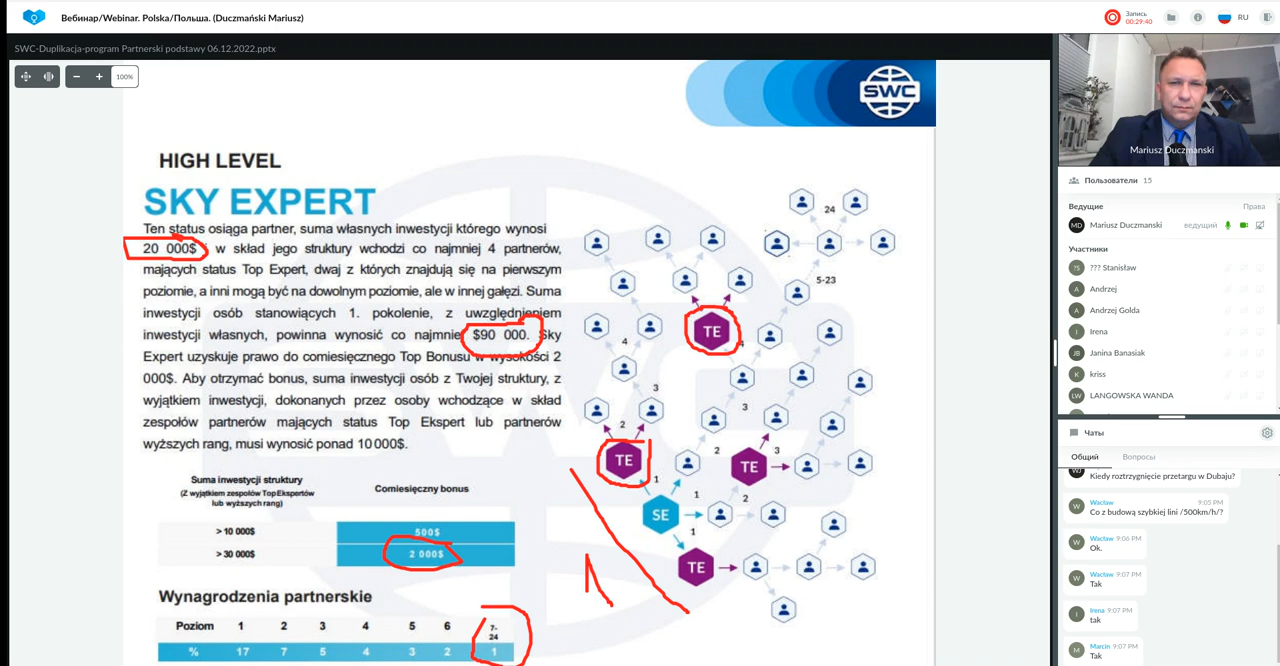 Вебинар/Webinar. Polska/Польша. (Duczmański Mariusz)
Запись
00:29:40
RU
SWC-Duplikacja-program Partnerski podstawy 06.12.2022.pptx
100%
SWC
HIGH LEVEL
SKY EXPERT
Ten status osiąga partner, suma własnych inwestycji którego wynosi
20 000$ w skład jego struktury wchodzi co najmniej 4 partnerów,
mających status Top Expert, dwaj z których znajdują się na pierwszym
poziomie, a inni mogą być na dowolnym poziomie, ale w innej gałęzi. Suma
inwestycji osób stanowiących 1. pokolenie, z uwzględnieniem
inwestycji własnych, powinna wynosić co najmniej $90 000. Sky
Expert uzyskuje prawo do comiesięcznego Top Bonusu w wysokości 2
000$. Aby otrzymać bonus, suma inwestycji osób z Twojej struktury, z
wyjątkiem inwestycji, dokonanych przez osoby wchodzące w skład
zespołów partnerów mających status Top Ekspert lub partnerów
wyższych rang, musi wynosić ponad 10 000$.
Suma inwestycji struktury
(Z wyjątkiem zespołów Top Ekspertów
lub wyższych rang)
Comiesięczny bonus
> 10 000$ 500$
> 30 000$ 2 000$
Wynagrodzenia partnerskie
Poziom 1 2 3 4 5 6 7-24
% 17 7 5 4 3 2 1
24
5-23
TE
4
4
3
3
2
TE
1
2
TE
3
1
2
SE
1
TE
Mariusz Duczmanski
Пользователи 15
Ведущие Права
MD Mariusz Duczmanski ведущий
Участники
?S ??? Stanisław
A Andrzej
A Andrzej Golda
I Irena
JB Janina Banasiak
K kriss
LW LANGOWSKA WANDA
Чаты
Общий Вопросы
Kiedy roztrzygnięcie przetargu w Dubaju?
W Wacław 9:05 PM
Co z budową szybkiej lini /500km/h/?
W Wacław 9:06 PM
Ok.
W Wacław 9:07 PM
Tak
I Irena 9:07 PM
tak
M Marcin 9:07 PM
Tak